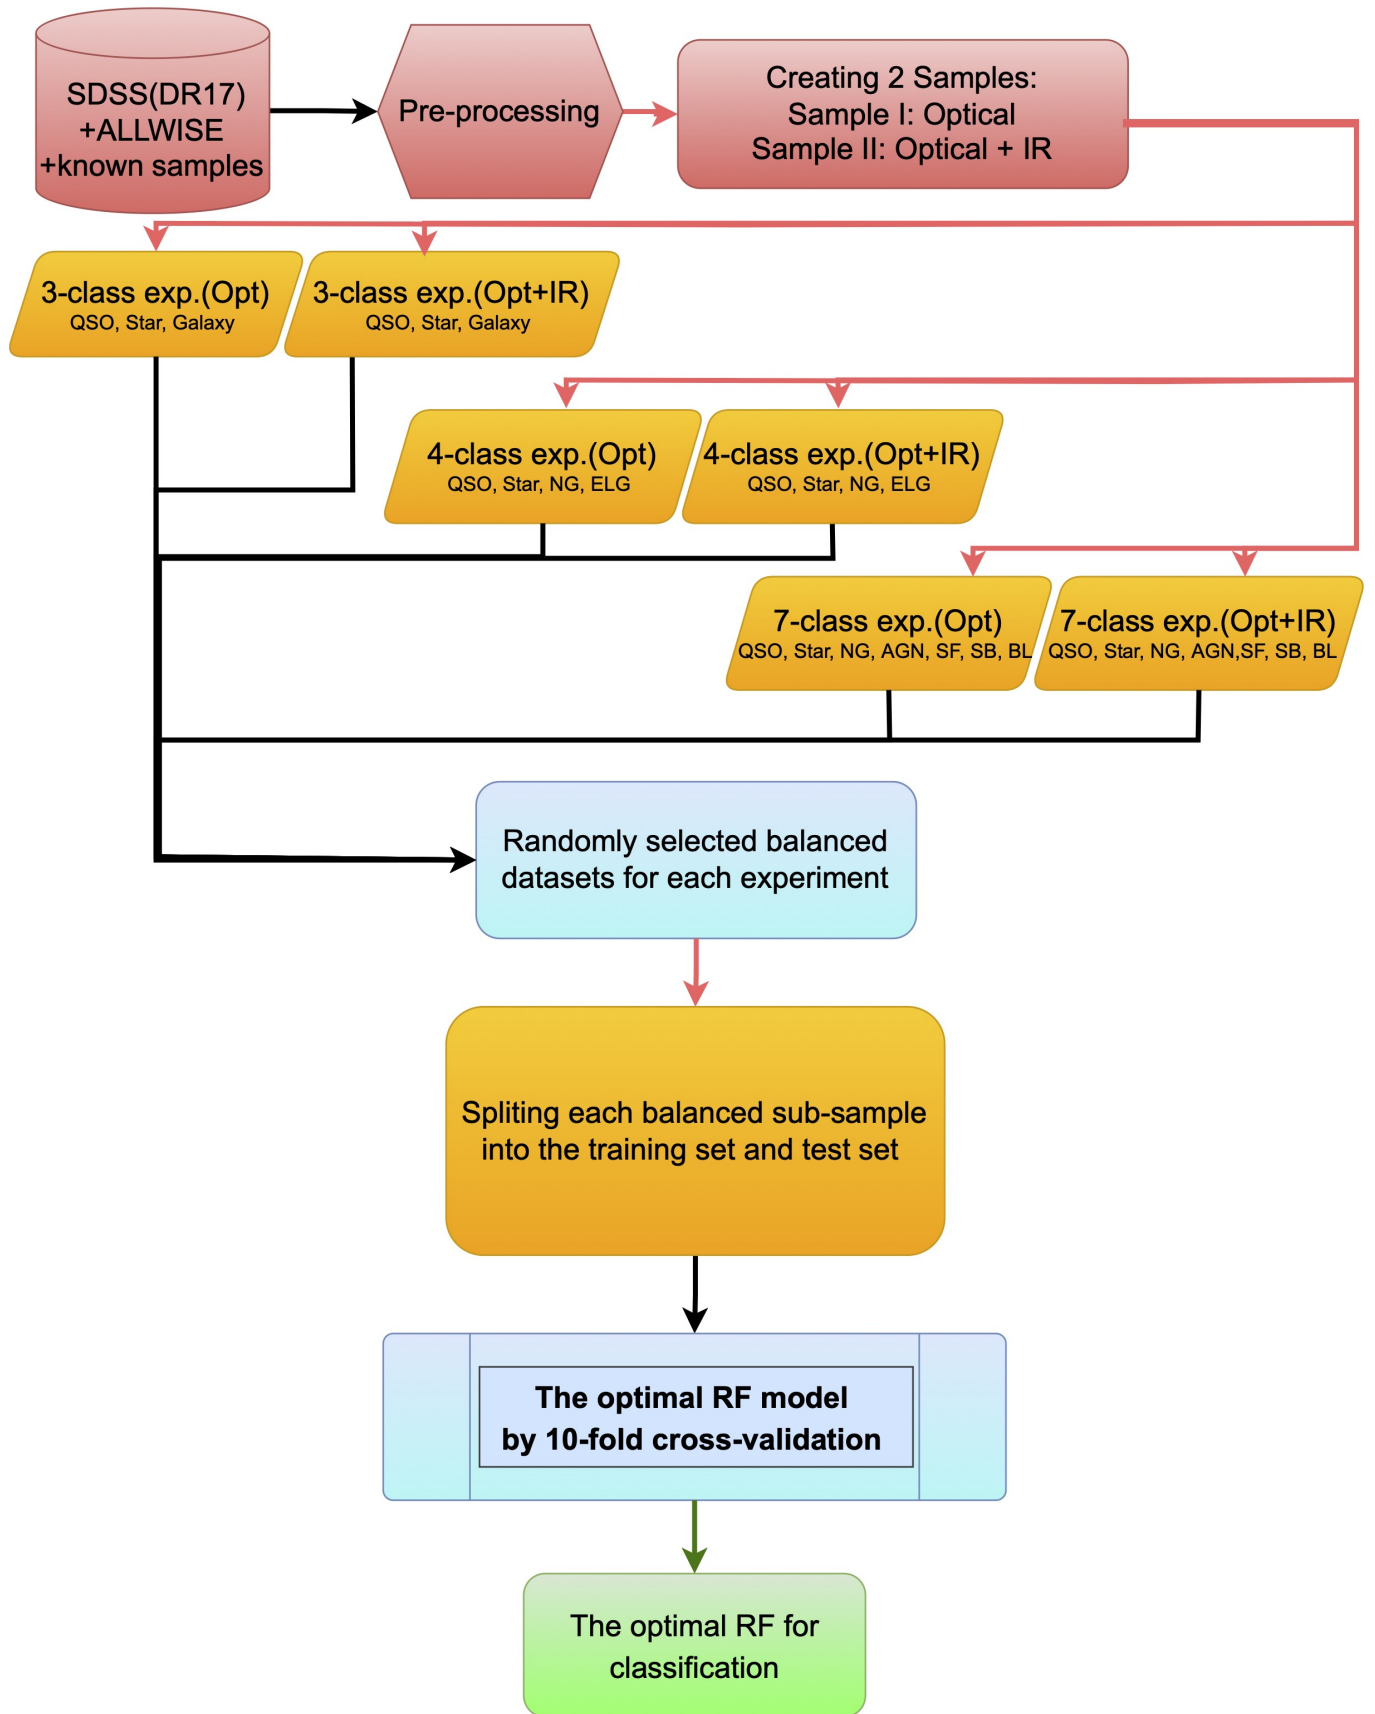 SDSS(DR17)
+ALLWISE
+known samples
Pre-processing
Creating 2 Samples:
Sample I: Optical
Sample II: Optical + IR
3-class exp.(Opt)
QSO, Star, Galaxy
3-class exp.(Opt+IR)
QSO, Star, Galaxy
4-class exp.(Opt)
QSO, Star, NG, ELG
4-class exp.(Opt+IR)
QSO, Star, NG, ELG
7-class exp.(Opt)
QSO, Star, NG, AGN, SF, SB, BL
7-class exp.(Opt+IR)
QSO, Star, NG, AGN,SF, SB, BL
Randomly selected balanced
datasets for each experiment
Spliting each balanced sub-sample
into the training set and test set
The optimal RF model
by 10-fold cross-validation
The optimal RF for
classification